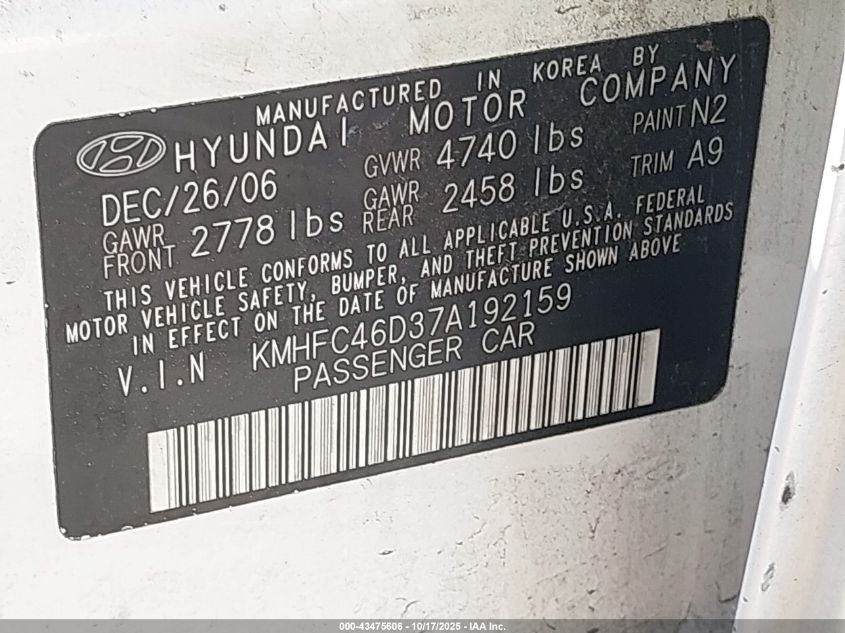 MANUFACTURED IN KOREA BY
HYUNDAI MOTOR COMPANY
DEC/26/06 GVWR 4740 lbs PAINT N2
GAWR FRONT 2778 lbs GAWR REAR 2458 lbs TRIM A9
THIS VEHICLE CONFORMS TO ALL APPLICABLE U.S.A. FEDERAL
MOTOR VEHICLE SAFETY, BUMPER, AND THEFT PREVENTION STANDARDS
IN EFFECT ON THE DATE OF MANUFACTURE SHOWN ABOVE
V.I.N KMHFC46D37A192159
PASSENGER CAR
000-43475606 - 10/17/2025 - IAA Inc.